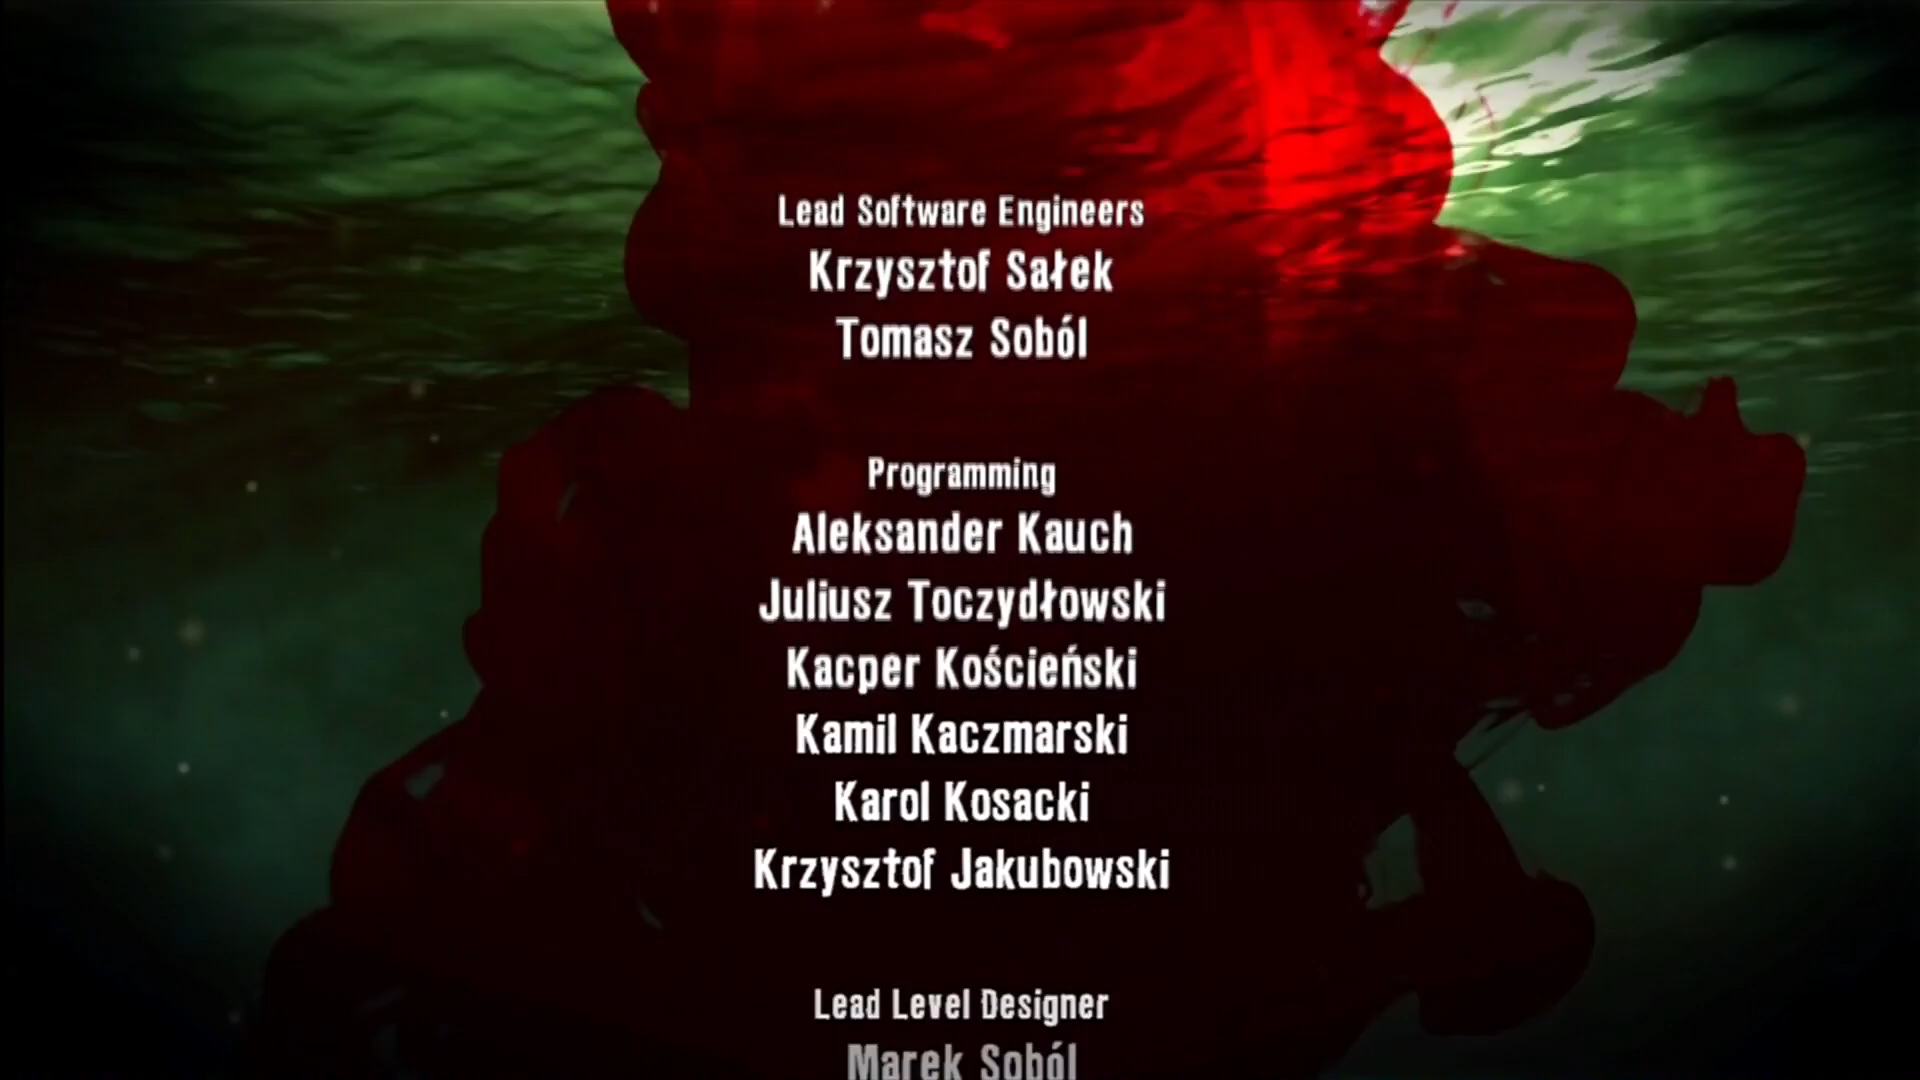 Lead Software Engineers
Krzysztof Sałek
Tomasz Soból
Programming
Aleksander Kauch
Juliusz Toczydłowski
Kacper Kościeński
Kamil Kaczmarski
Karol Kosacki
Krzysztof Jakubowski
Lead Level Designer
Marek Soból